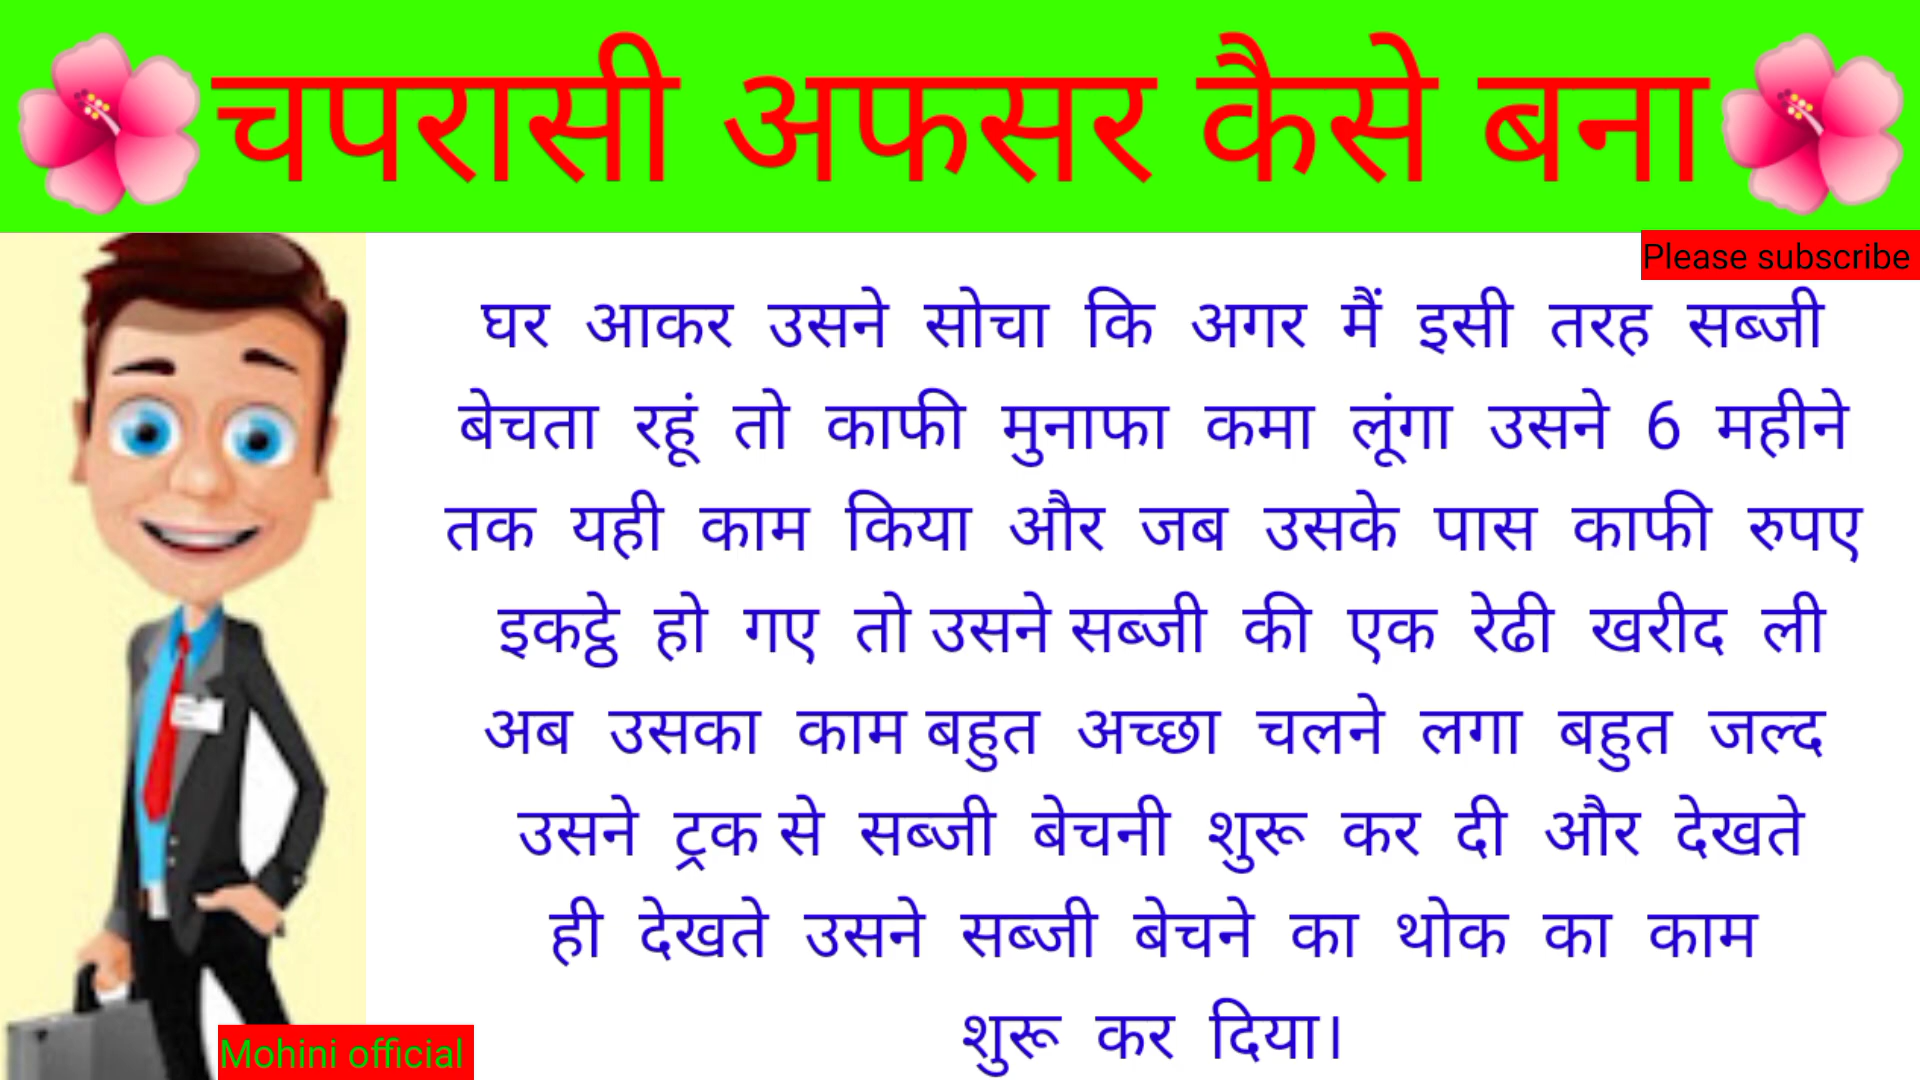 चपरासी अफसर कैसे बना
Please subscribe
घर आकर उसने सोचा कि अगर मैं इसी तरह सब्जी
बेचता रहूं तो काफी मुनाफा कमा लूंगा उसने 6 महीने
तक यही काम किया और जब उसके पास काफी रुपए
इकट्ठे हो गए तो उसने सब्जी की एक रेढी खरीद ली
अब उसका काम बहुत अच्छा चलने लगा बहुत जल्द
उसने ट्रक से सब्जी बेचनी शुरू कर दी और देखते
ही देखते उसने सब्जी बेचने का थोक का काम
शुरू कर दिया।
Mohini official